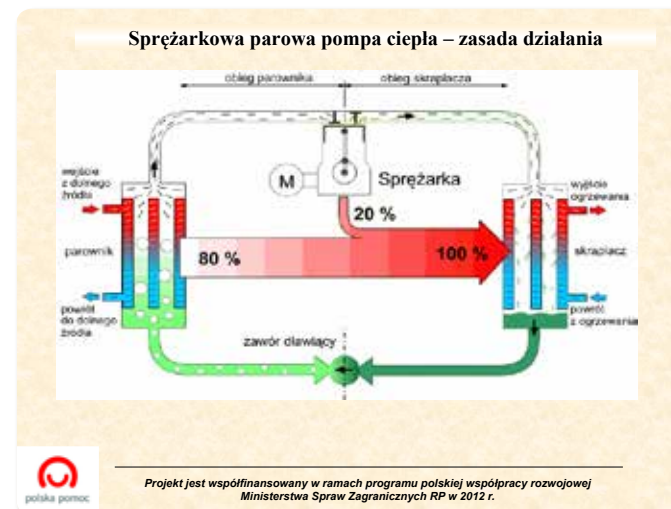 Sprężarkowa parowa pompa ciepła – zasada działania
obieg parownika
obieg skraplacza
wejście
z dolnego
źródła
M
Sprężarka
wyjście
ogrzewania
20 %
parownik
80 %
100 %
skraplacz
powrót
do dolnego
źródła
zawór dławiący
powrót
z ogrzewania
polska pomoc
Projekt jest współfinansowany w ramach programu polskiej współpracy rozwojowej
Ministerstwa Spraw Zagranicznych RP w 2012 r.